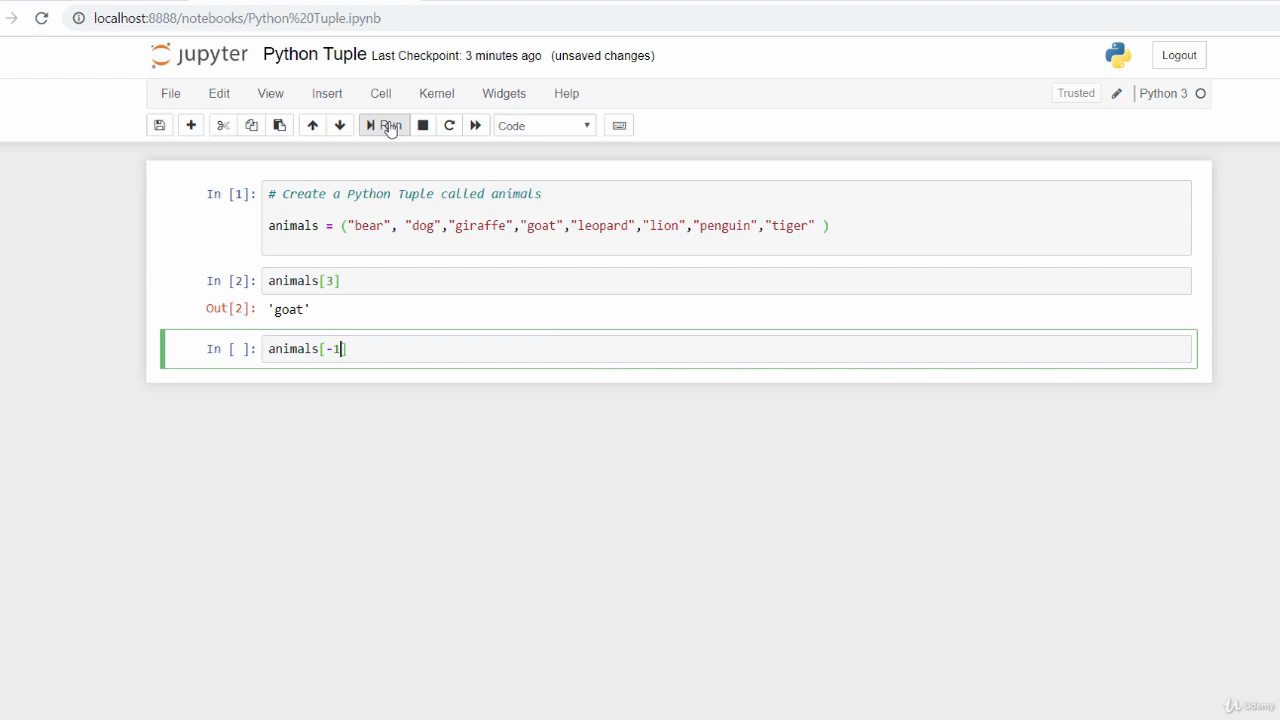 localhost:8888/notebooks/Python%20Tuple.ipynb
jupyter Python Tuple Last Checkpoint: 3 minutes ago (unsaved changes) Logout
File Edit View Insert Cell Kernel Widgets Help Trusted Python 3
Run Code
In [1]: # Create a Python Tuple called animals
animals = ("bear", "dog","giraffe","goat","leopard","lion","penguin","tiger" )
In [2]: animals[3]
Out[2]: 'goat'
In [ ]: animals[-1]
Udemy